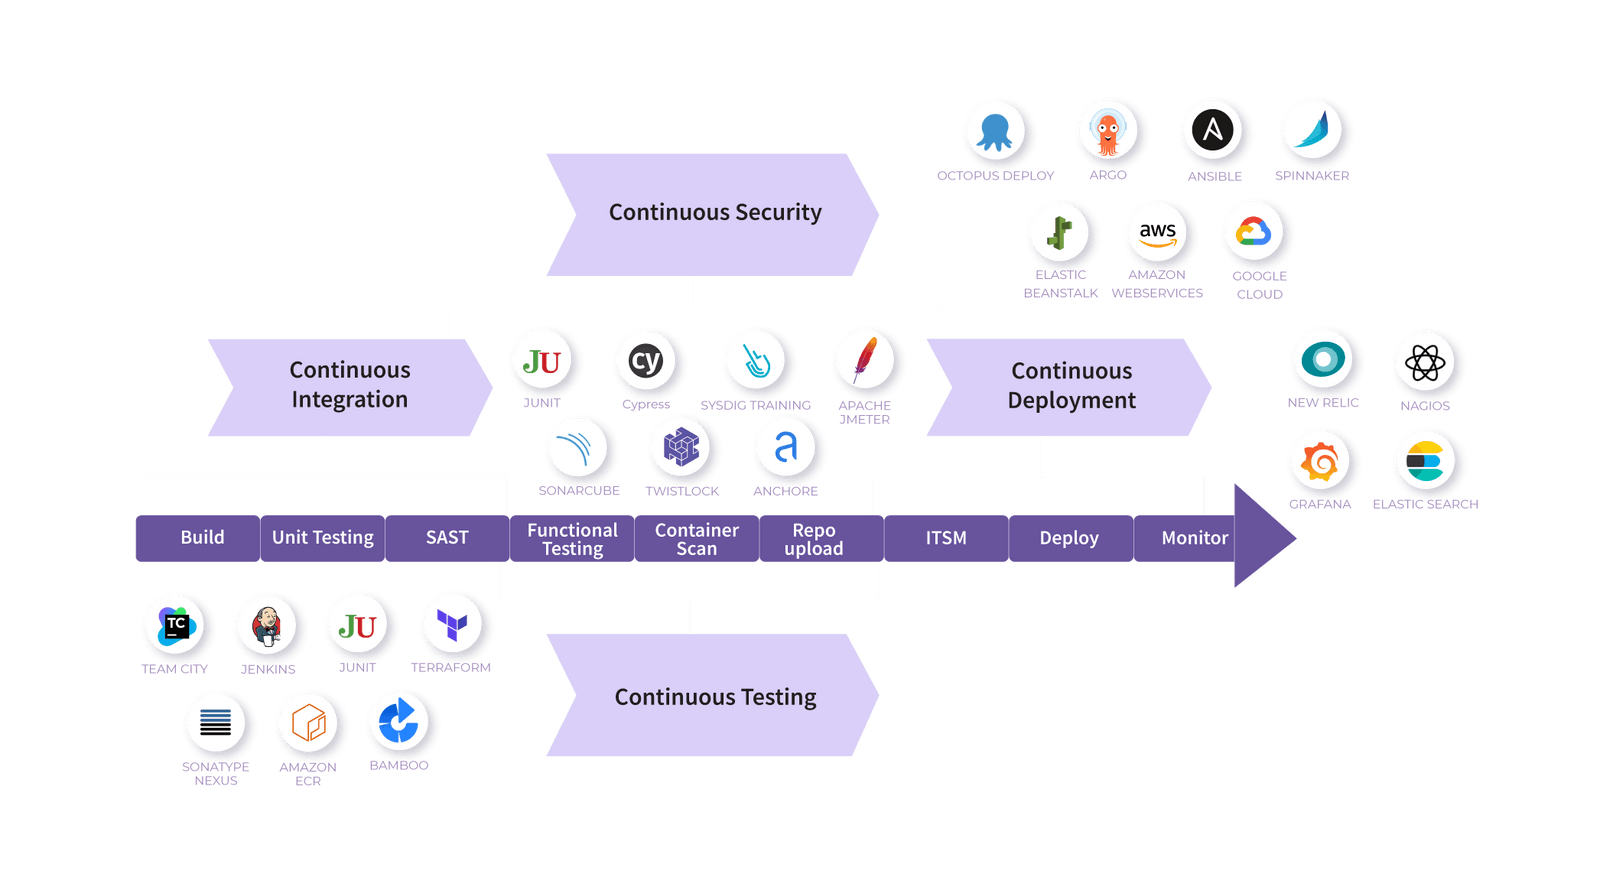 OCTOPUS DEPLOY
ARGO
ANSIBLE
SPINNAKER
Continuous Security
aws
ELASTIC
BEANSTALK
AMAZON
WEBSERVICES
GOOGLE
CLOUD
Continuous
Integration
JU
JUNIT
cy
Cypress
SYSDIG TRAINING
APACHE
JMETER
Continuous
Deployment
NEW RELIC
NAGIOS
SONARCUBE
TWISTLOCK
a
ANCHORE
GRAFANA
ELASTIC SEARCH
Build
Unit Testing
SAST
Functional
Testing
Container
Scan
Repo
upload
ITSM
Deploy
Monitor
TC
TEAM CITY
JENKINS
JU
JUNIT
TERRAFORM
Continuous Testing
SONATYPE
NEXUS
AMAZON
ECR
BAMBOO